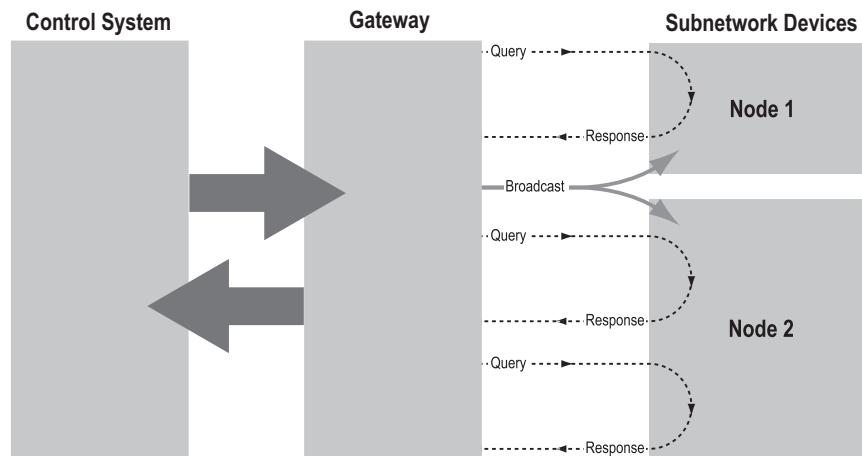 Control System
Gateway
Subnetwork Devices
Query
Node 1
Response
Broadcast
Query
Response
Node 2
Query
Response